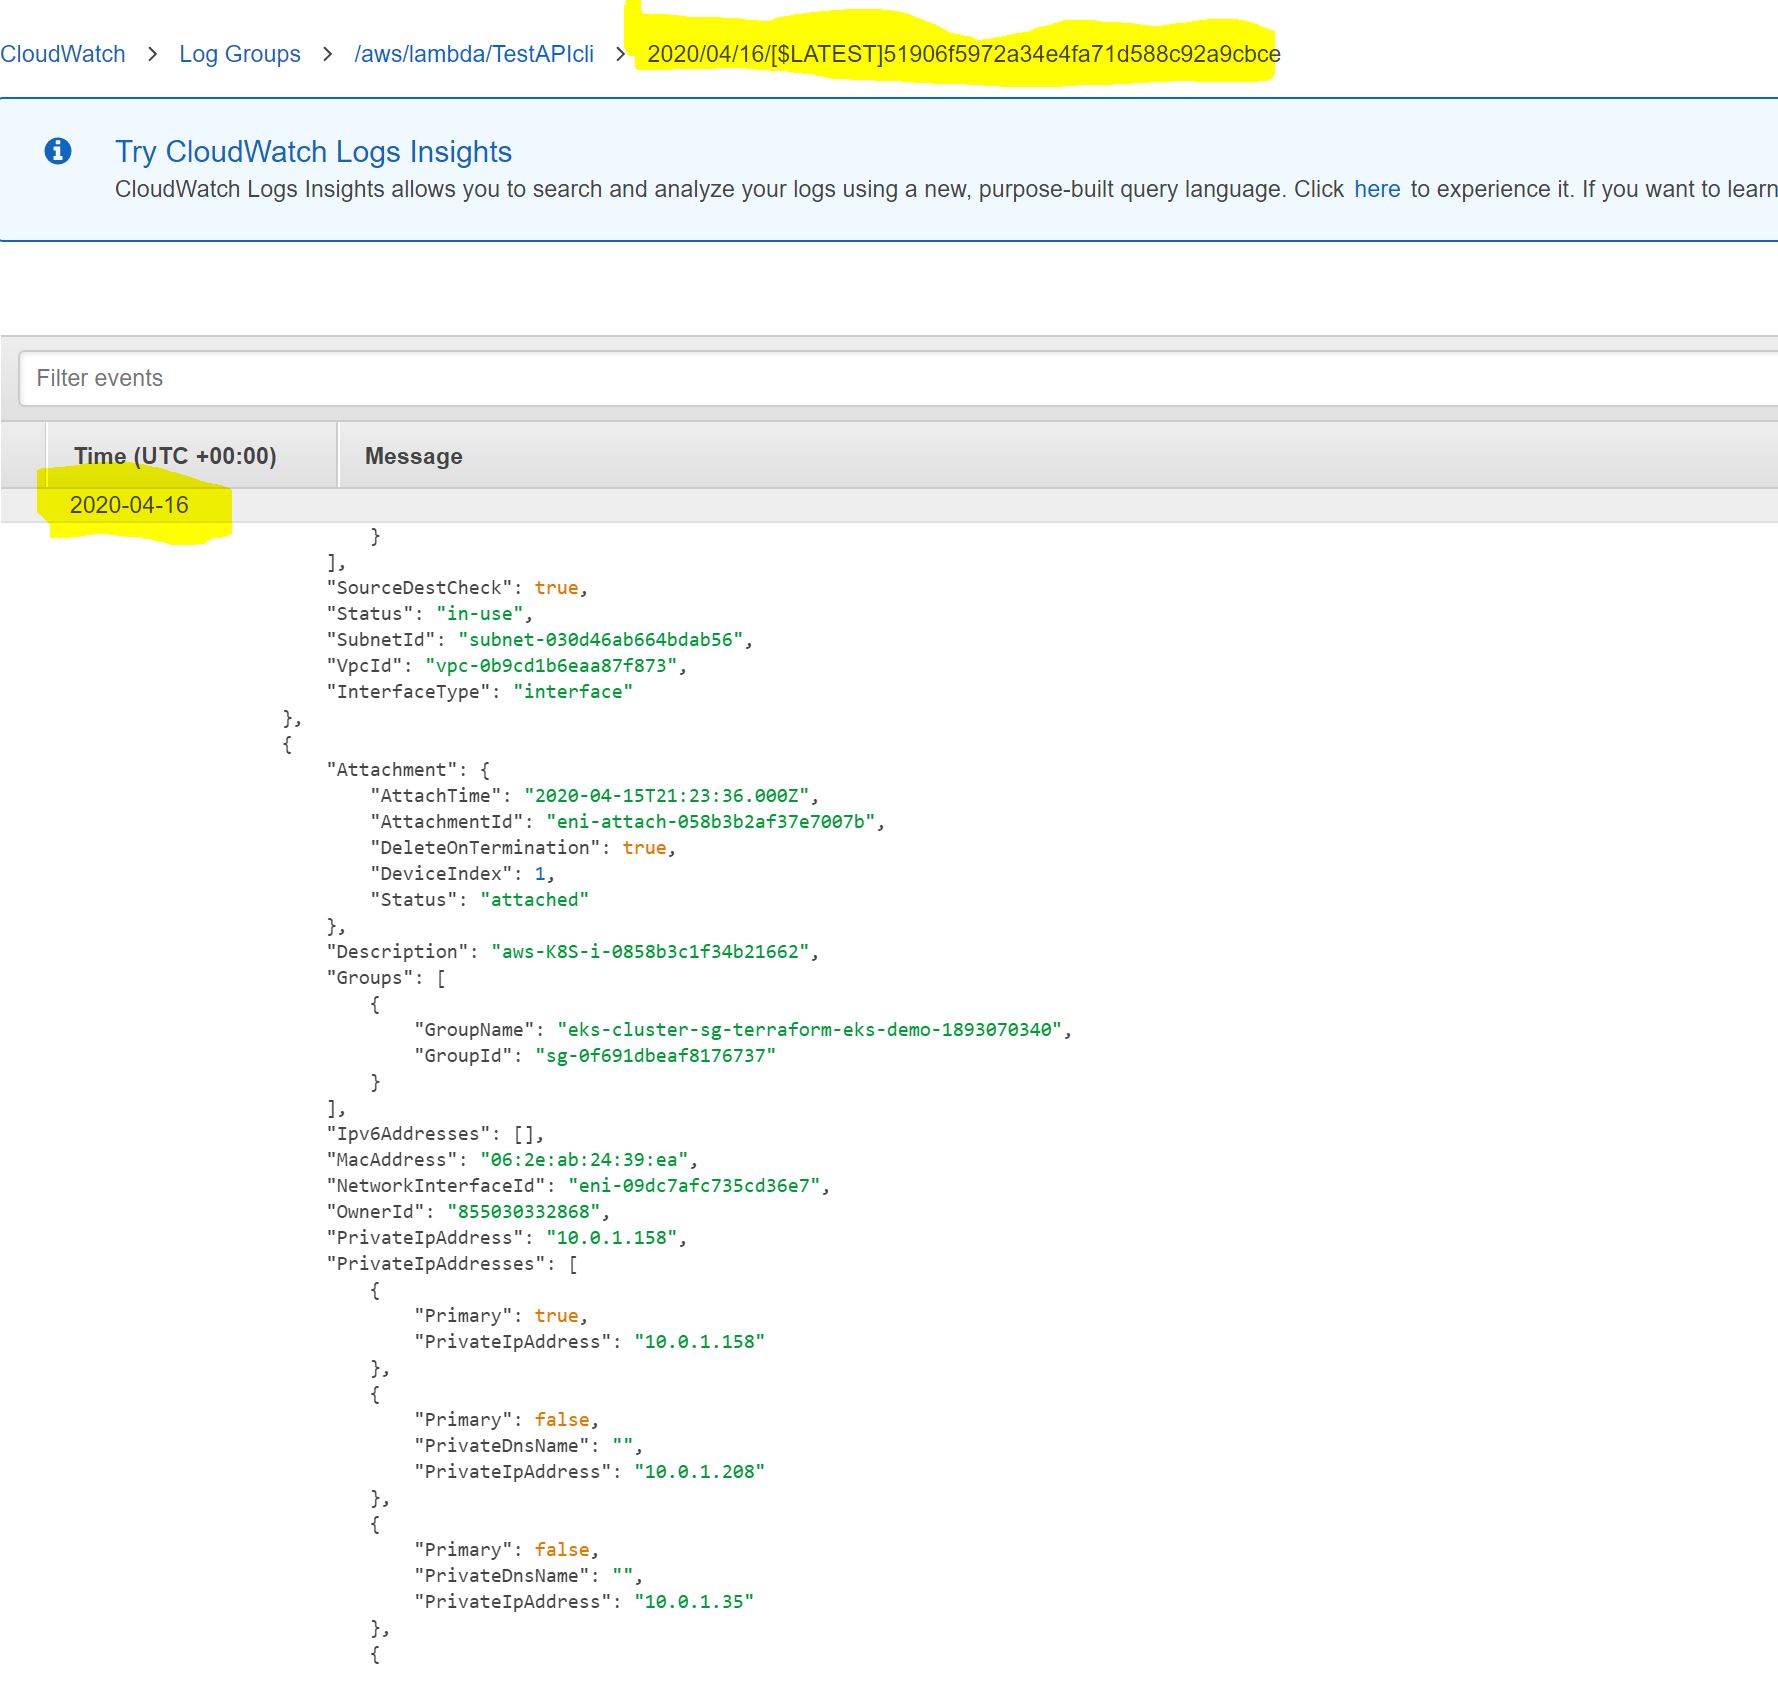 CloudWatch > Log Groups > /aws/lambda/TestAPIcli > 2020/04/16/[$LATEST]51906f5972a34e4fa71d588c92a9cbce
Try CloudWatch Logs Insights
CloudWatch Logs Insights allows you to search and analyze your logs using a new, purpose-built query language. Click here to experience it. If you want to learn
Filter events
Time (UTC +00:00) Message
2020-04-16
}
],
"SourceDestCheck": true,
"Status": "in-use",
"SubnetId": "subnet-030d46ab664bdab56",
"VpcId": "vpc-0b9cd1b6eaa87f873",
"InterfaceType": "interface"
},
{
"Attachment": {
"AttachTime": "2020-04-15T21:23:36.000Z",
"AttachmentId": "eni-attach-058b3b2af37e7007b",
"DeleteOnTermination": true,
"DeviceIndex": 1,
"Status": "attached"
},
"Description": "aws-K8S-i-0858b3c1f34b21662",
"Groups": [
{
"GroupName": "eks-cluster-sg-terraform-eks-demo-1893070340",
"GroupId": "sg-0f691dbeaf8176737"
}
],
"Ipv6Addresses": [],
"MacAddress": "06:2e:ab:24:39:ea",
"NetworkInterfaceId": "eni-09dc7afc735cd36e7",
"OwnerId": "855030332868",
"PrivateIpAddress": "10.0.1.158",
"PrivateIpAddresses": [
{
"Primary": true,
"PrivateIpAddress": "10.0.1.158"
},
{
"Primary": false,
"PrivateDnsName": "",
"PrivateIpAddress": "10.0.1.208"
},
{
"Primary": false,
"PrivateDnsName": "",
"PrivateIpAddress": "10.0.1.35"
},
{